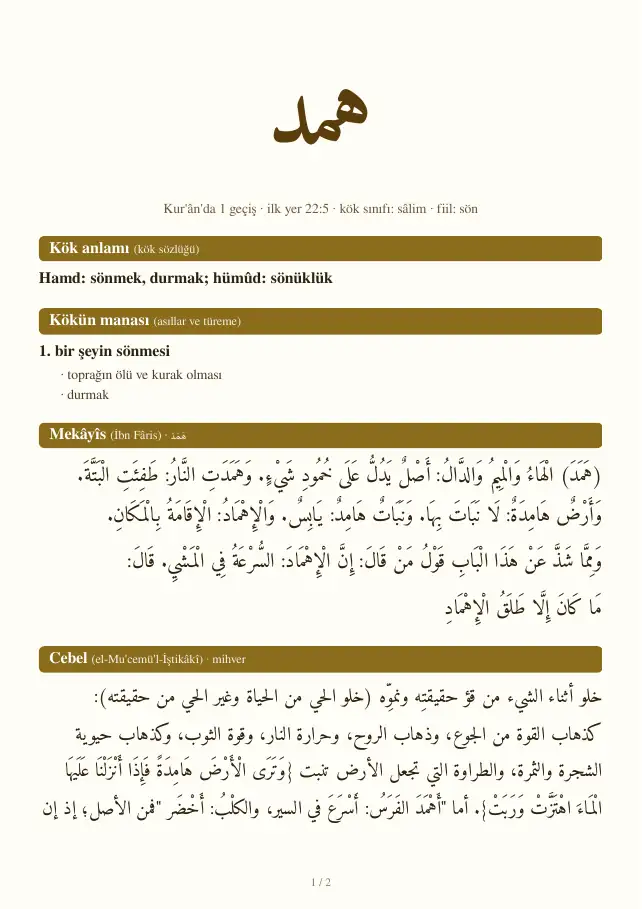 همد
Kur'ân'da 1 geçiş · ilk yer 22:5 · kök sınıfı: sâlim · fiil: sön
Kök anlamı (kök sözlüğü)
Hamd: sönmek, durmak; hümûd: sönüklük
Kökün manası (asıllar ve türeme)
1. bir şeyin sönmesi
· toprağın ölü ve kurak olması
· durmak
Mekâyîs (İbn Fâris) · هَمَدَ
(هَمَدَ) الْهَاءُ وَالْمِيمُ وَالدَّالُ: أَصْلٌ يَدُلُّ عَلَى خُمُودِ شَيْءٍ. وَهَمَدَتِ النَّارُ: طَفِئَتِ الْبَتَّةَ.
وَأَرْضٌ هَامِدَةٌ: لَا نَبَاتَ بِهَا. وَنَبَاتٌ هَامِدٌ: يَابِسٌ. وَالْإِهْمَادُ: الْإِقَامَةُ بِالْمَكَانِ.
وَمِمَّا شَذَّ عَنْ هَذَا الْبَابِ قَوْلُ مَنْ قَالَ: إِنَّ الْإِهْمَادَ: السُّرْعَةُ فِي الْمَشْيِ. قَالَ:
مَا كَانَ إِلَّا طَلَقُ الْإِهْمَادِ
Cebel (el-Mu'cemü'l-İştikâkî) · mihver
خلو أثناء الشيء من قؤ حقيقتِه ونموِّه (خلو الحي من الحياة وغير الحي من حقيقته):
كذهاب القوة من الجوع، وذهاب الروح، وحرارة النار، وقوة الثوب، وكذهاب حيوية
الشجرة والثمرة، والطراوة التي تجعل الأرض تنبت {وَتَرَى الْأَرْضَ هَامِدَةً فَإِذَا أَنْزَلْنَا عَلَيْهَا
الْمَاءَ اهْتَزَّتْ وَرَبَتْ}. أما "أَهْمَدَ الفَرَسُ: أَسْرَعَ في السير، والكلْبُ: أَحْضَر "فمن الأصل؛ إذ إن
1 / 2